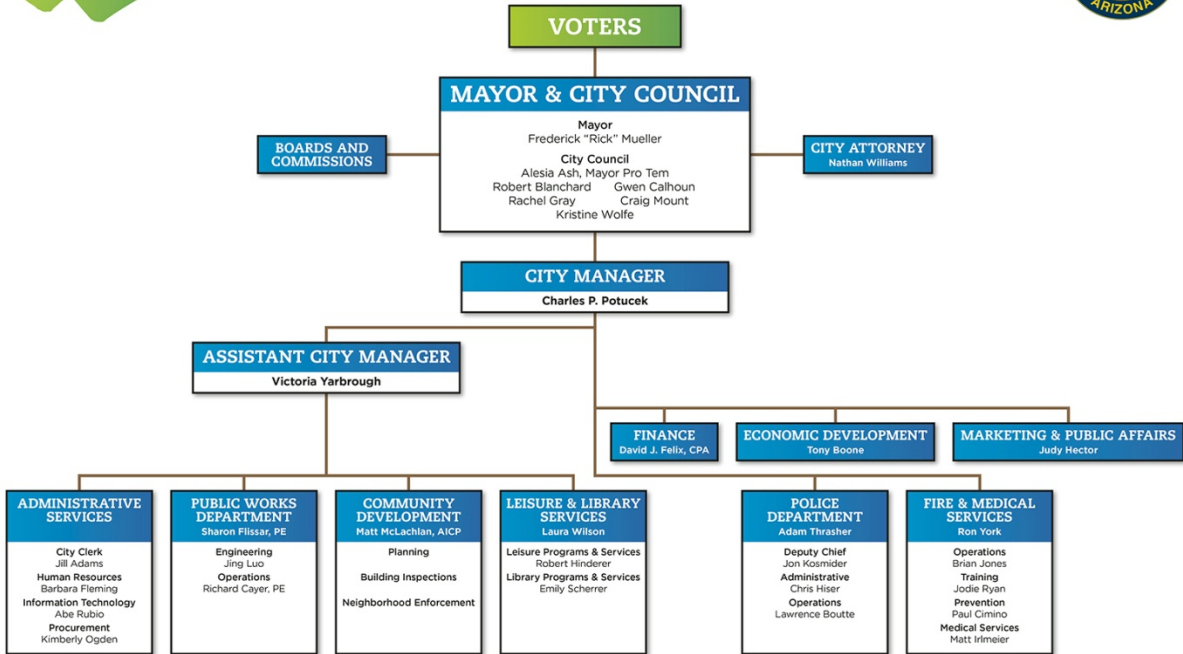 ARIZONA
VOTERS
MAYOR & CITY COUNCIL
Mayor
Frederick “Rick” Mueller
City Council
Alesia Ash, Mayor Pro Tem
Robert Blanchard Gwen Calhoun
Rachel Gray Craig Mount
Kristine Wolfe
BOARDS AND
COMMISSIONS
CITY ATTORNEY
Nathan Williams
CITY MANAGER
Charles P. Potucek
ASSISTANT CITY MANAGER
Victoria Yarbrough
FINANCE
David J. Felix, CPA
ECONOMIC DEVELOPMENT
Tony Boone
MARKETING & PUBLIC AFFAIRS
Judy Hector
ADMINISTRATIVE
SERVICES
City Clerk
Jill Adams
Human Resources
Barbara Fleming
Information Technology
Abe Rubio
Procurement
Kimberly Ogden
PUBLIC WORKS
DEPARTMENT
Sharon Flissar, PE
Engineering
Jing Luo
Operations
Richard Cayer, PE
COMMUNITY
DEVELOPMENT
Matt McLachlan, AICP
Planning
Building Inspections
Neighborhood Enforcement
LEISURE & LIBRARY
SERVICES
Laura Wilson
Leisure Programs & Services
Robert Hinderer
Library Programs & Services
Emily Scherrer
POLICE
DEPARTMENT
Adam Thrasher
Deputy Chief
Jon Kosmider
Administrative
Chris Hiser
Operations
Lawrence Boutte
FIRE & MEDICAL
SERVICES
Ron York
Operations
Brian Jones
Training
Jodie Ryan
Prevention
Paul Cimino
Medical Services
Matt Irlmeier